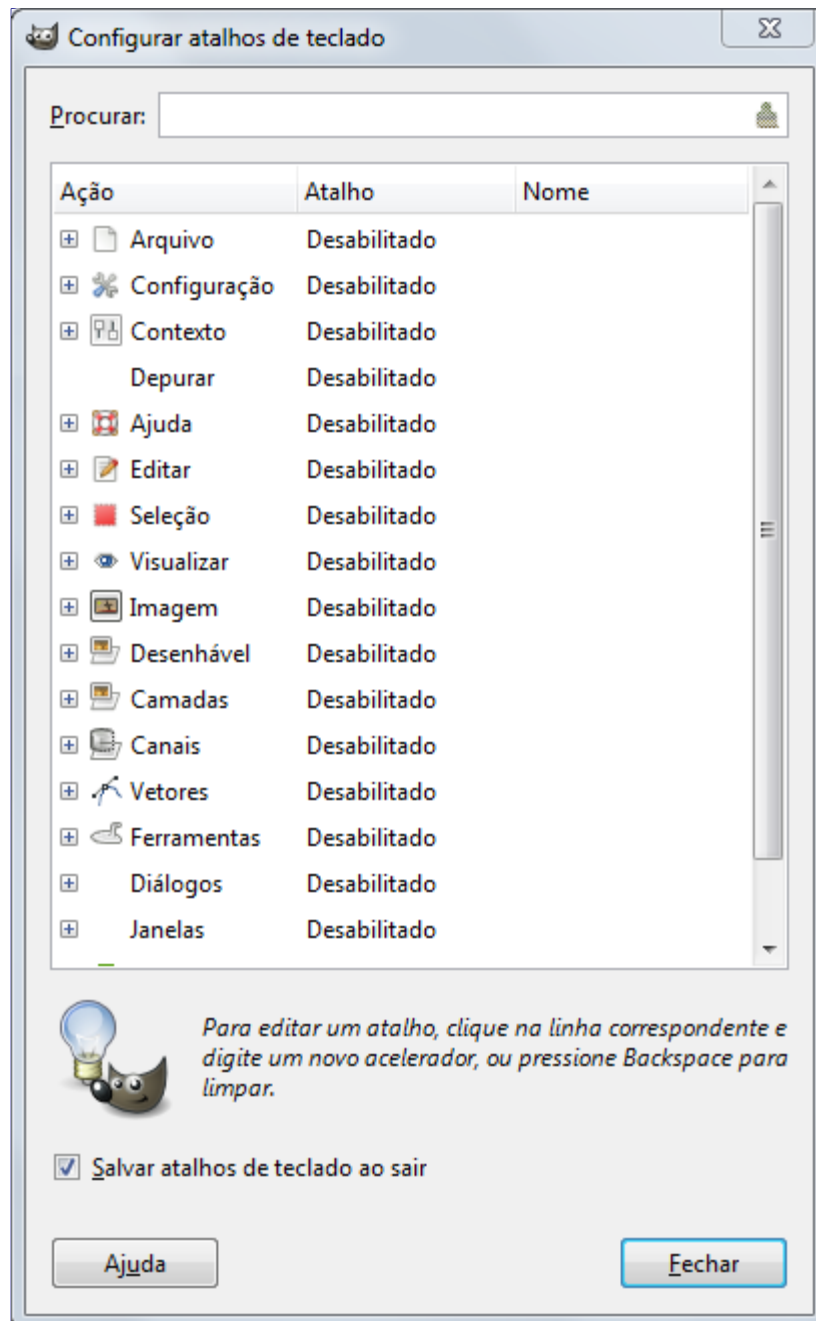 Configurar atalhos de teclado
Procurar:
Ação Atalho Nome
Arquivo Desabilitado
Configuração Desabilitado
Contexto Desabilitado
Depurar Desabilitado
Ajuda Desabilitado
Editar Desabilitado
Seleção Desabilitado
Visualizar Desabilitado
Imagem Desabilitado
Desenhável Desabilitado
Camadas Desabilitado
Canais Desabilitado
Vetores Desabilitado
Ferramentas Desabilitado
Diálogos Desabilitado
Janelas Desabilitado
Para editar um atalho, clique na linha correspondente e
digite um novo acelerador, ou pressione Backspace para
limpar.
Salvar atalhos de teclado ao sair
Ajuda Fechar